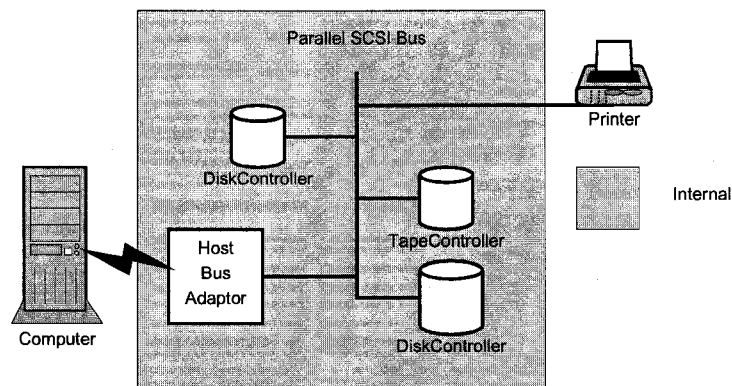 Parallel SCSI Bus
Printer
DiskController
Internal
TapeController
Host
Bus
Adaptor
DiskController
Computer